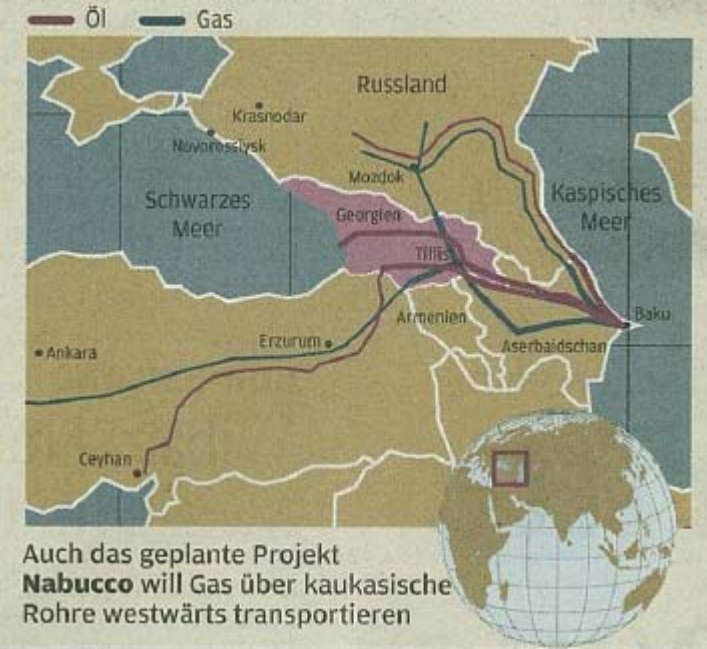 Öl Gas
Russland
Krasnodar
Novorossiysk
Mozdok
Kaspisches
Meer
Schwarzes
Meer
Georgien
Tiflis
Armenien
Baku
Aserbaidschan
Erzurum
Ankara
Ceyhan
Auch das geplante Projekt
Nabucco will Gas über kaukasische
Rohre westwärts transportieren